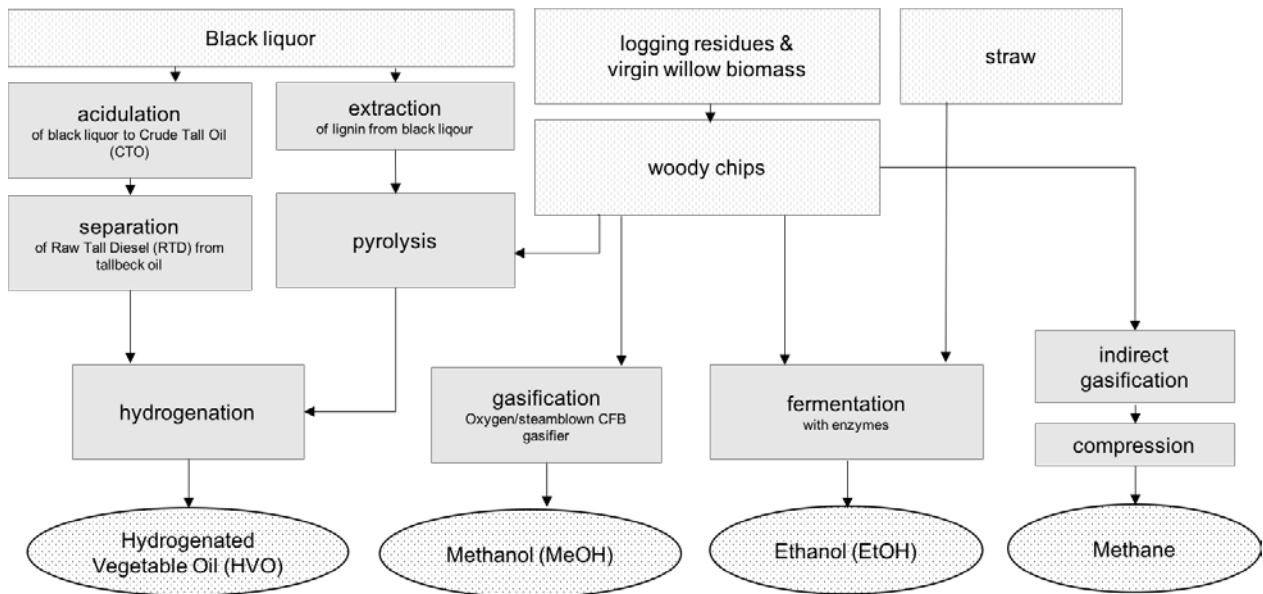 Black liquor
logging residues &
virgin willow biomass
straw
acidulation
of black liquor to Crude Tall Oil
(CTO)
extraction
of lignin from black liqour
woody chips
separation
of Raw Tall Diesel (RTD) from
tallbeck oil
pyrolysis
hydrogenation
gasification
Oxygen/steamblown CFB
gasifier
fermentation
with enzymes
indirect
gasification
compression
Hydrogenated
Vegetable Oil (HVO)
Methanol (MeOH)
Ethanol (EtOH)
Methane